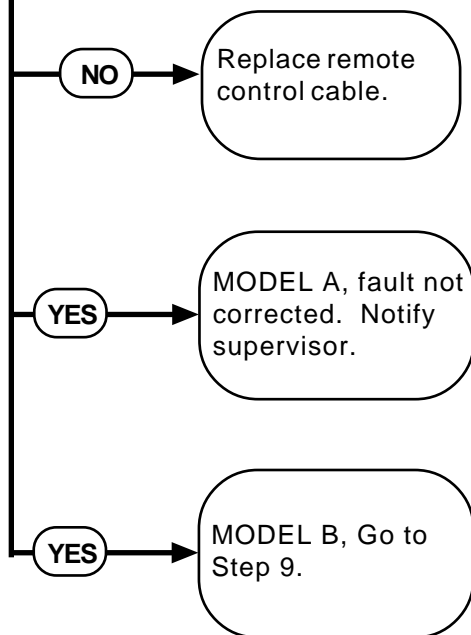 NO
Replace remote
control cable.
YES
MODEL A, fault not
corrected.  Notify
supervisor.
YES
MODEL B, Go to
Step 9.